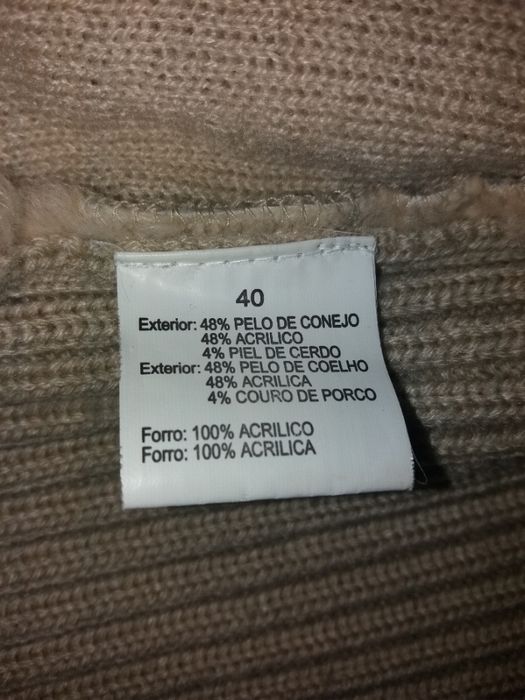 40
Exterior: 48% PELO DE CONEJO
48% ACRILICO
4% PIEL DE CERDO
Exterior: 48% PELO DE COELHO
48% ACRILICA
4% COURO DE PORCO
Forro: 100% ACRILICO
Forro: 100% ACRILICA